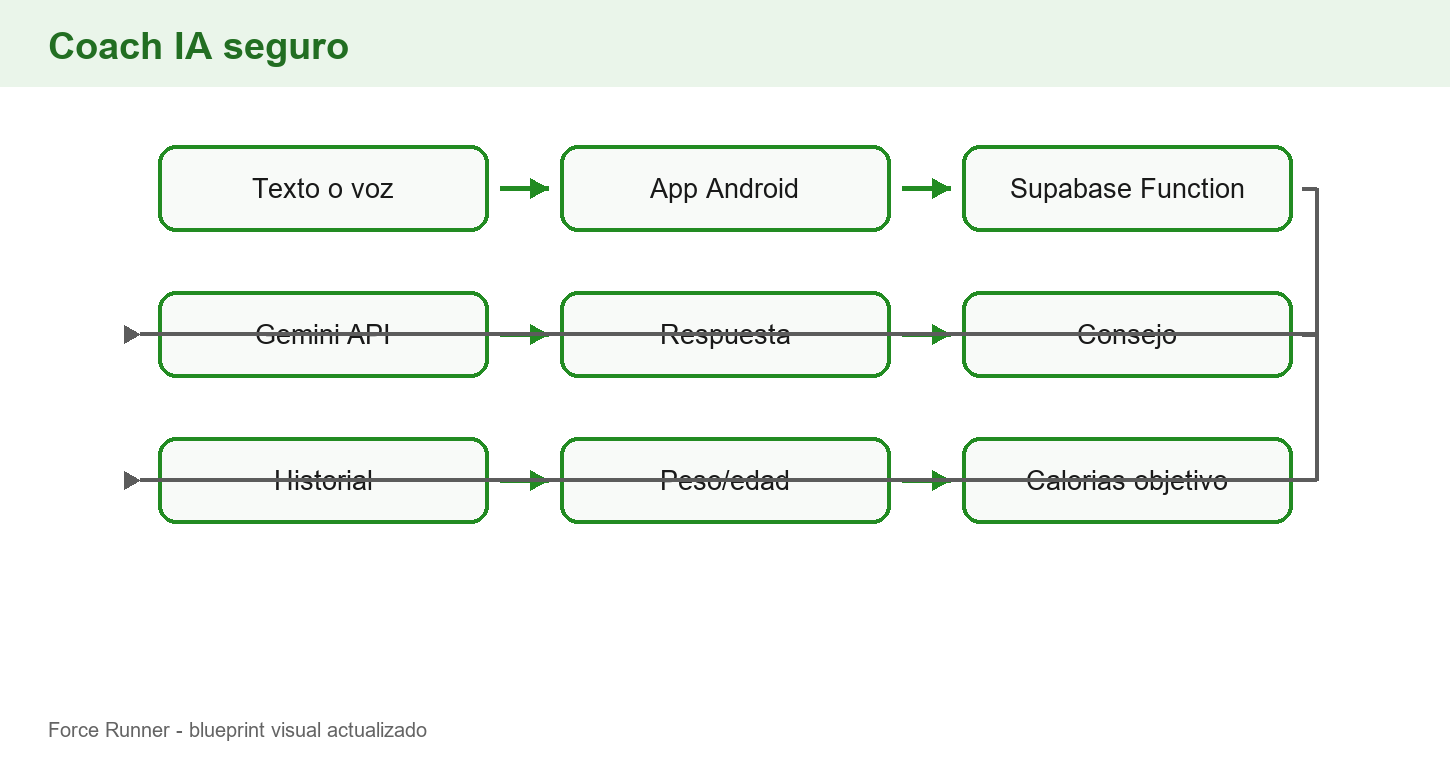 Coach IA seguro
Texto o voz
App Android
Supabase Function
Gemini API
Respuesta
Consejo
Historial
Peso/edad
Calorias objetivo
Force Runner - blueprint visual actualizado